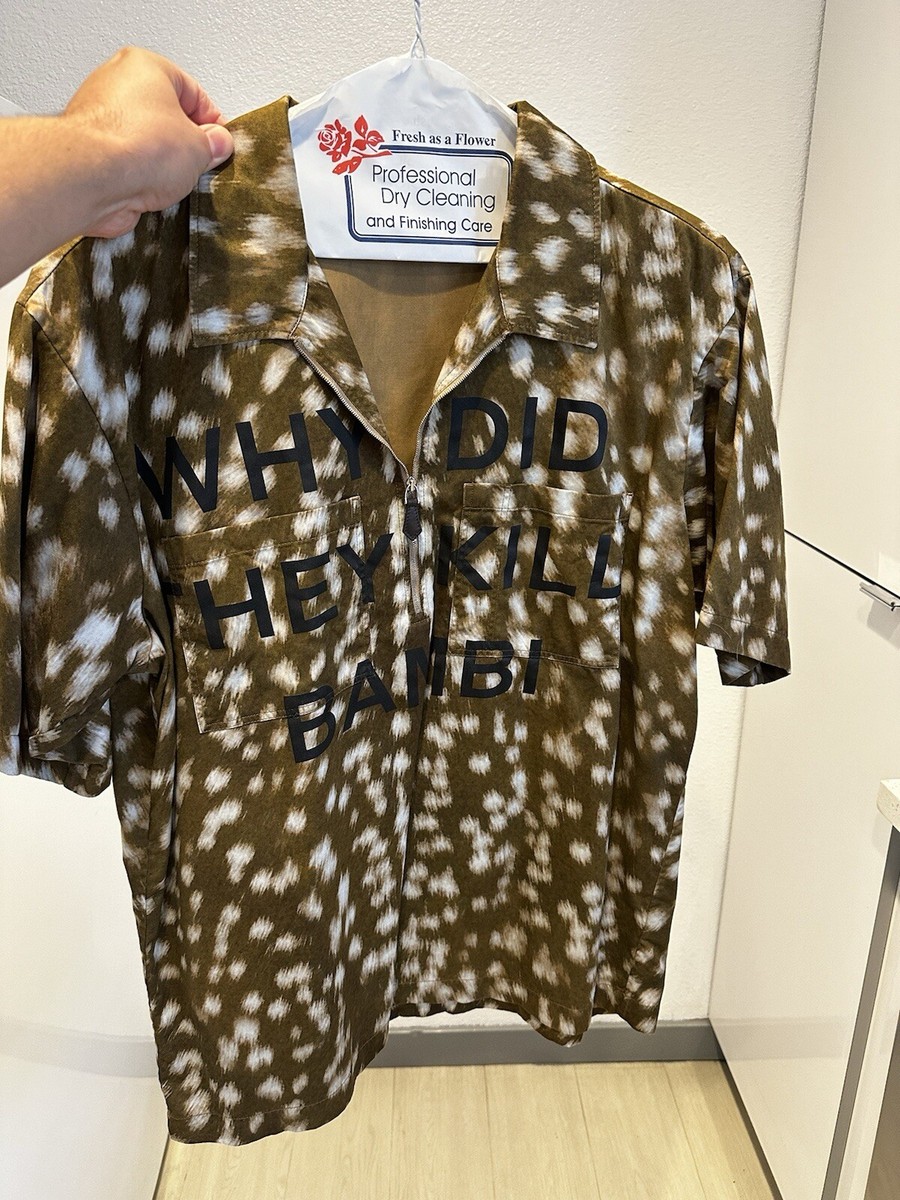 Fresh as a Flower
Professional
Dry Cleaning
and Finishing Care
WHY DID
THEY KILL
BAMBI